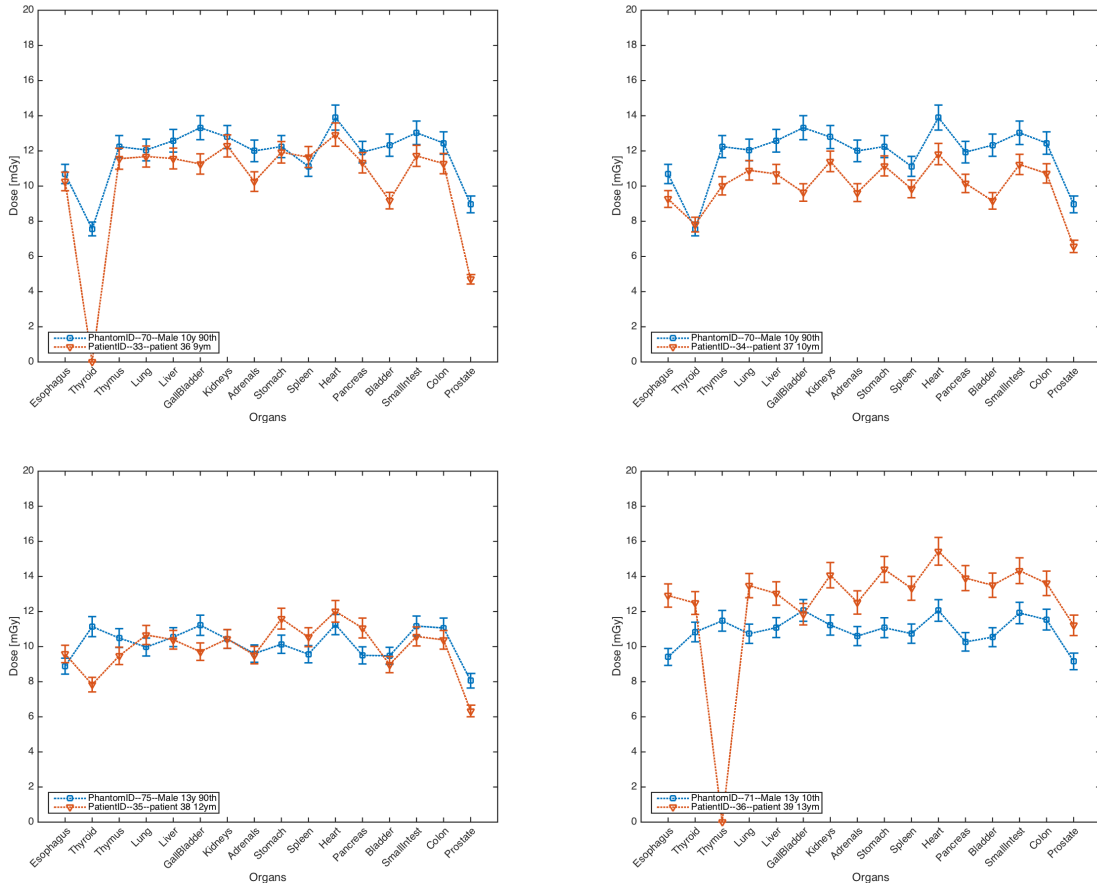 20
18
16
14
12
10
8
6
4
2
0
Dose [mGy]
PhantomID--70--Male 10y 90th
PatientID--33--patient 36 9ym
Esophagus
Thyroid
Thymus
Lung
Liver
GallBladder
Kidneys
Adrenals
Stomach
Spleen
Heart
Pancreas
Bladder
SmallIntest
Colon
Prostate
Organs
20
18
16
14
12
10
8
6
4
2
0
Dose [mGy]
PhantomID--70--Male 10y 90th
PatientID--34--patient 37 10ym
Esophagus
Thyroid
Thymus
Lung
Liver
GallBladder
Kidneys
Adrenals
Stomach
Spleen
Heart
Pancreas
Bladder
SmallIntest
Colon
Prostate
Organs
20
18
16
14
12
10
8
6
4
2
0
Dose [mGy]
PhantomID--75--Male 13y 90th
PatientID--35--patient 38 12ym
Esophagus
Thyroid
Thymus
Lung
Liver
GallBladder
Kidneys
Adrenals
Stomach
Spleen
Heart
Pancreas
Bladder
SmallIntest
Colon
Prostate
Organs
20
18
16
14
12
10
8
6
4
2
0
Dose [mGy]
PhantomID--71--Male 13y 10th
PatientID--36--patient 39 13ym
Esophagus
Thyroid
Thymus
Lung
Liver
GallBladder
Kidneys
Adrenals
Stomach
Spleen
Heart
Pancreas
Bladder
SmallIntest
Colon
Prostate
Organs